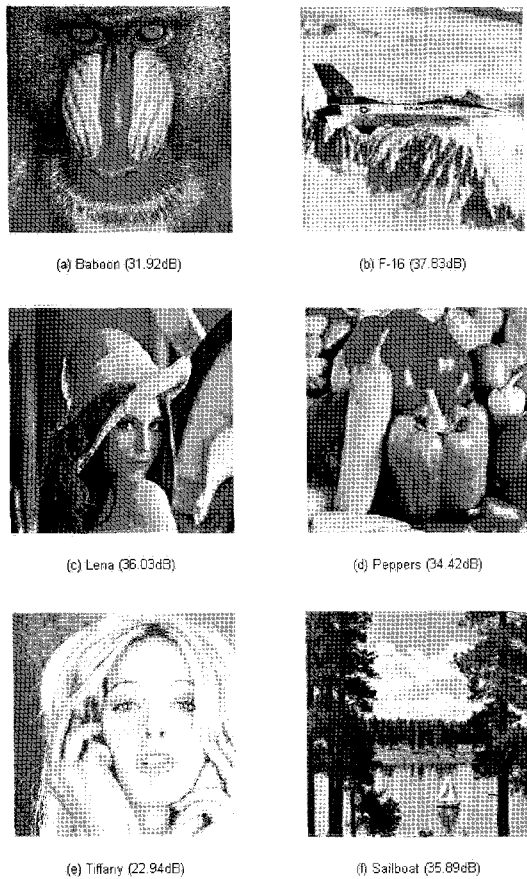 (a) Baboon (31.92dB)
(b) F-16 (37.83dB)
(c) Lena (36.03dB)
(d) Peppers (34.42dB)
(e) Tiffany (22.94dB)
(f) Sailboat (35.89dB)